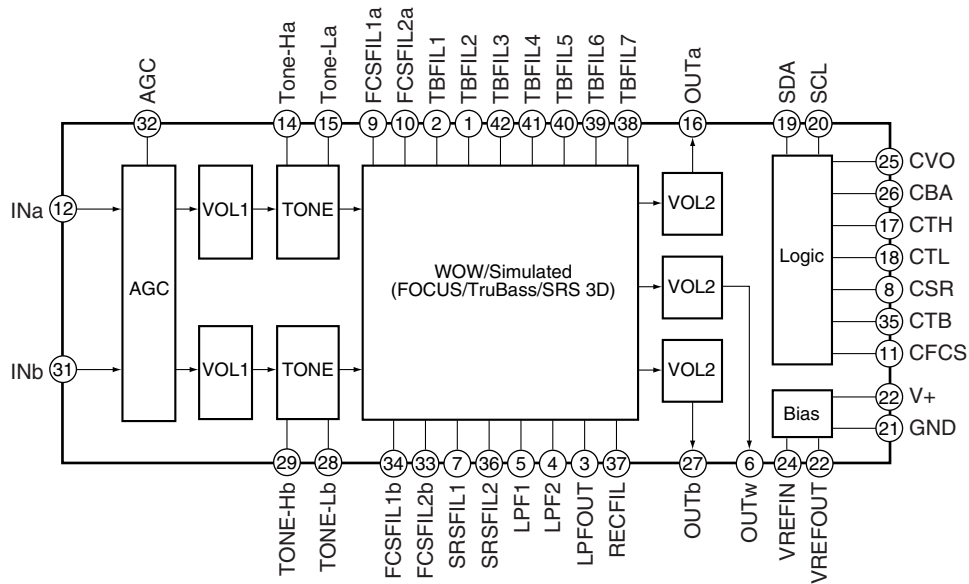 AGC
Tone-Ha
Tone-La
FCSFIL1a
FCSFIL2a
TBFIL1
TBFIL2
TBFIL3
TBFIL4
TBFIL5
TBFIL6
TBFIL7
OUTa
SDA
SCL
32
14
15
9
10
2
1
42
41
40
39
38
16
19
20
INa
12
INb
31
AGC
VOL1
TONE
VOL1
TONE
WOW/Simulated
(FOCUS/TruBass/SRS 3D)
VOL2
VOL2
VOL2
Logic
Bias
25 CVO
26 CBA
17 CTH
18 CTL
8 CSR
35 CTB
11 CFCS
22 V+
21 GND
29
28
34
33
7
36
5
4
3
37
27
6
24
22
TONE-Hb
TONE-Lb
FCSFIL1b
FCSFIL2b
SRSFIL1
SRSFIL2
LPF1
LPF2
LPFOUT
RECFIL
OUTb
OUTw
VREFIN
VREFOUT